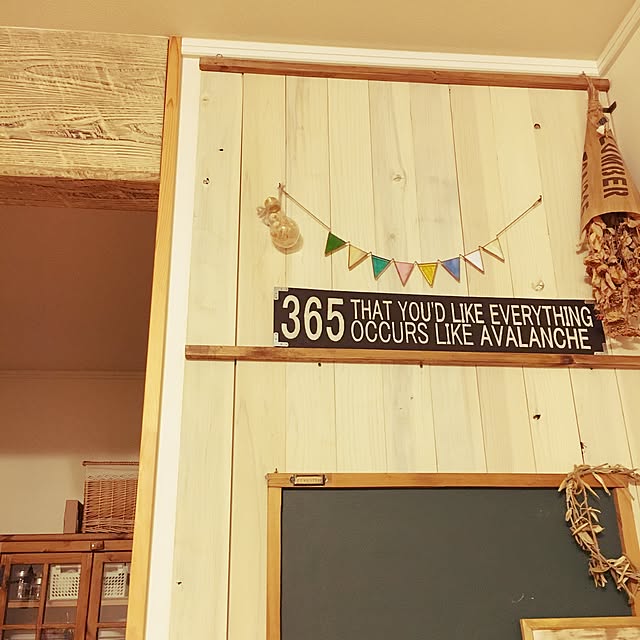 365 THAT YOU'D LIKE EVERYTHING
OCCURS LIKE AVALANCHE